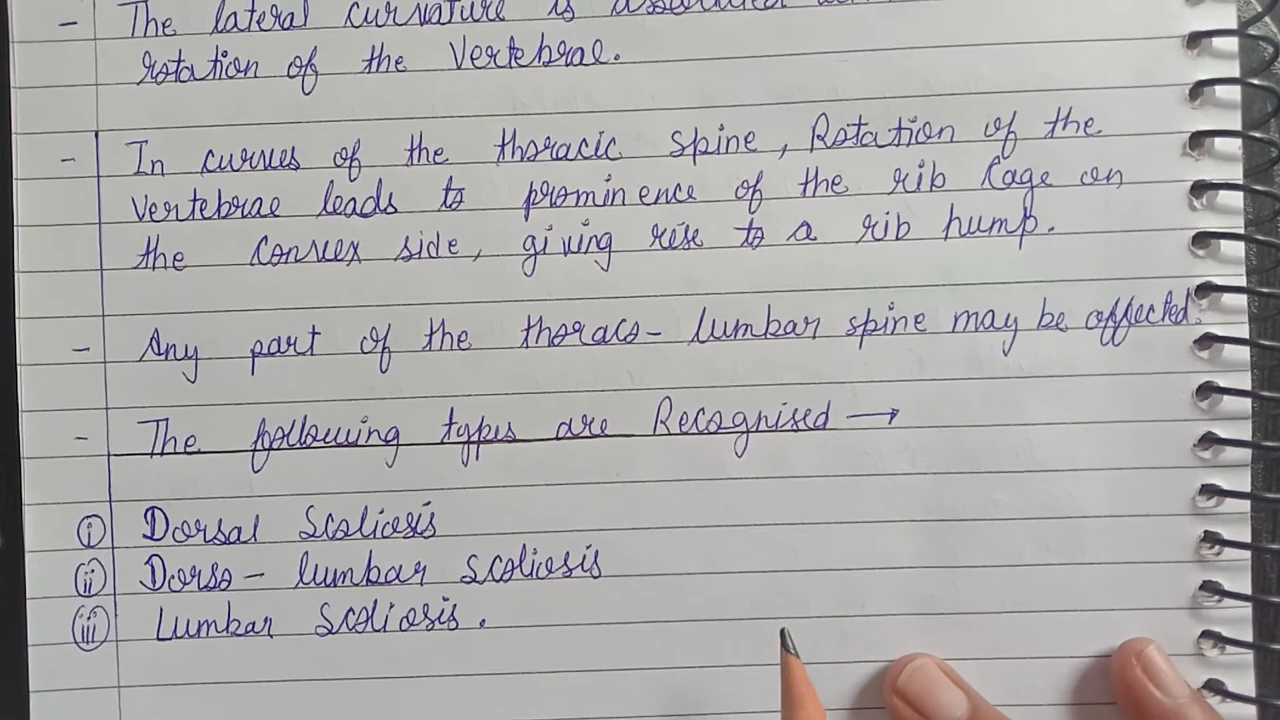 - The lateral curvature is associated
rotation of the Vertebrae.
- In curves of the thoracic spine, Rotation of the
Vertebrae leads to prominence of the rib Cage on
the Convex side, giving rise to a rib hump.
- Any part of the thoraco-lumbar spine may be affected.
- The following types are Recognised →
(i) Dorsal Scoliosis
(ii) Dorso-lumbar scoliosis
(iii) Lumbar Scoliosis.